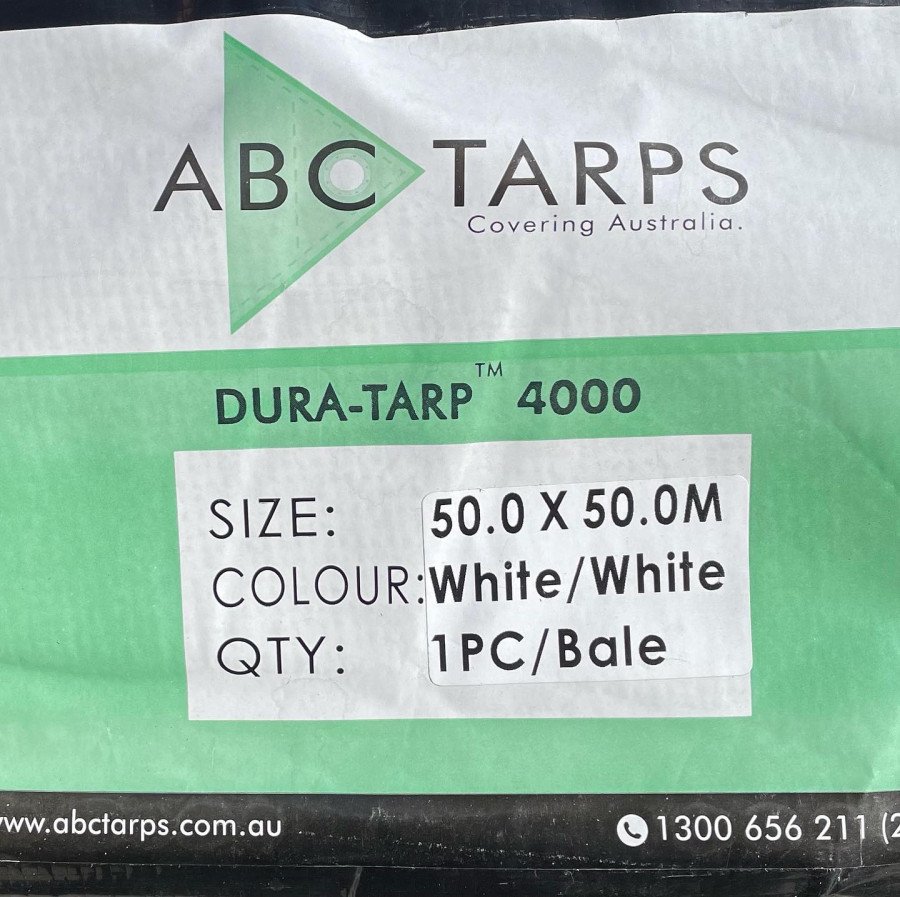 ABC TARPS
Covering Australia.
DURA-TARP™ 4000
SIZE: 50.0 X 50.0M
COLOUR: White/White
QTY: 1PC/Bale
www.abctarps.com.au
1300 656 211 (2